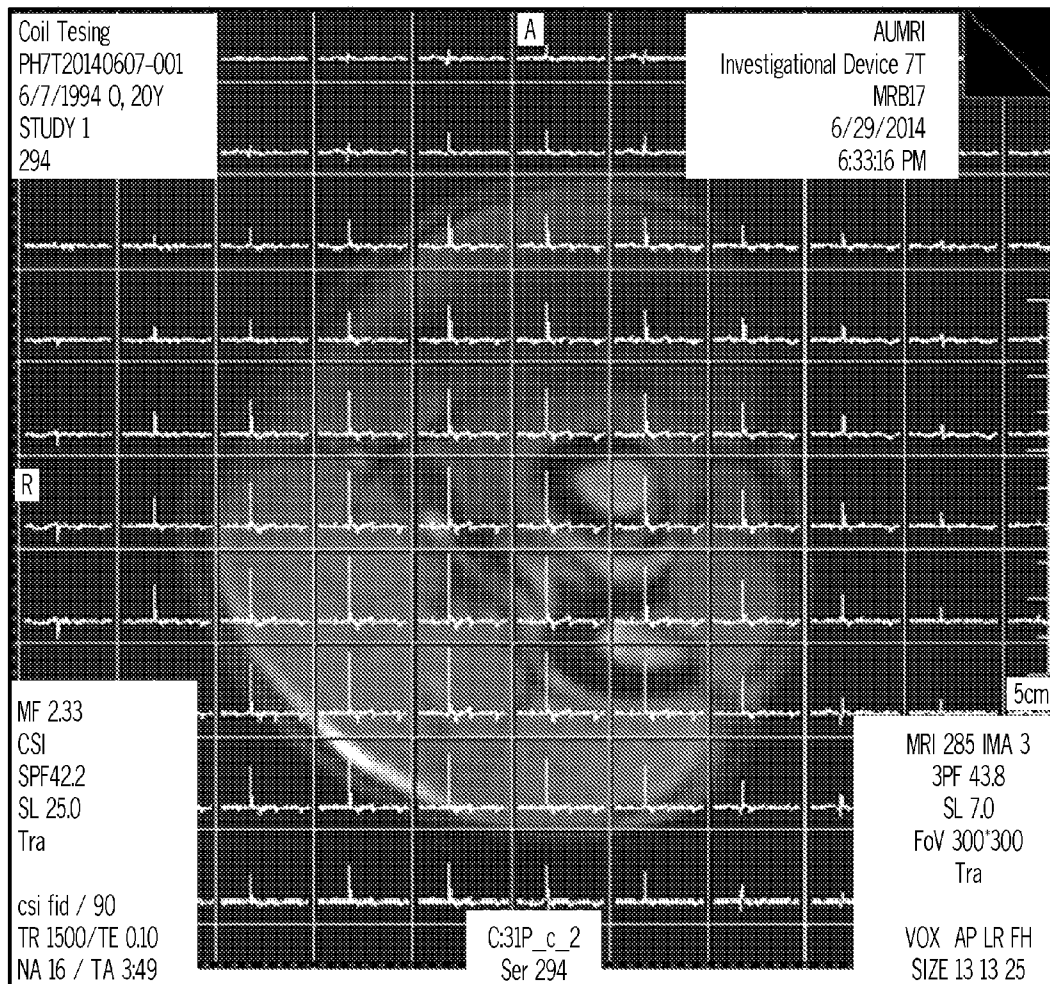 Coil Tesing
PH7T20140607-001
6/7/1994 O, 20Y
STUDY 1
294
A
AUMRI
Investigational Device 7T
MRB17
6/29/2014
6:33:16 PM
R
5cm
MF 2.33
CSI
SPF42.2
SL 25.0
Tra
csi fid / 90
TR 1500/TE 0.10
NA 16 / TA 3:49
C:31P_c_2
Ser 294
MRI 285 IMA 3
3PF 43.8
SL 7.0
FoV 300*300
Tra
VOX AP LR FH
SIZE 13 13 25